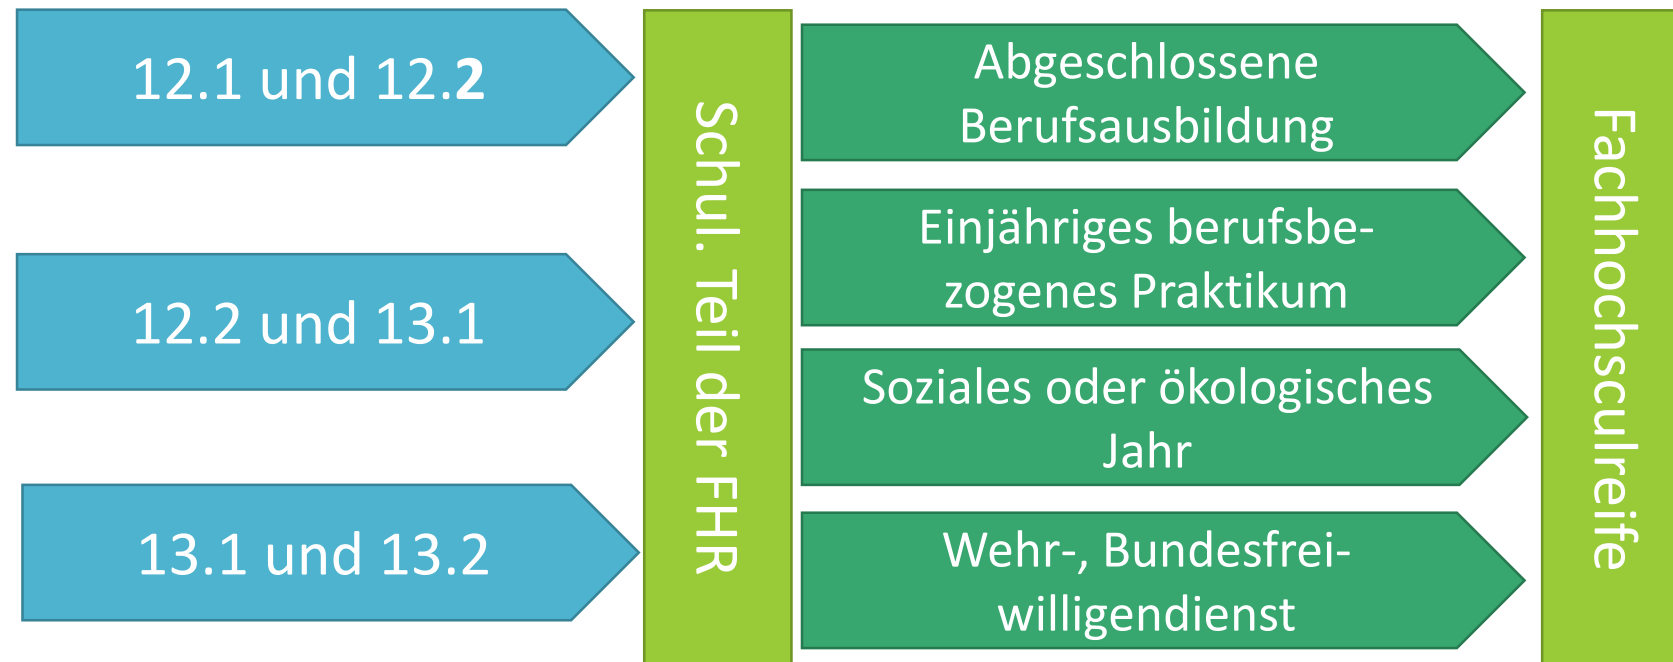 12.1 und 12.2
12.2 und 13.1
13.1 und 13.2
Schul. Teil der FHR
Abgeschlossene
Berufsausbildung
Einjähriges berufsbe-
zogenes Praktikum
Soziales oder ökologisches
Jahr
Wehr-, Bundesfrei-
willigendienst
Fachhochsculreife